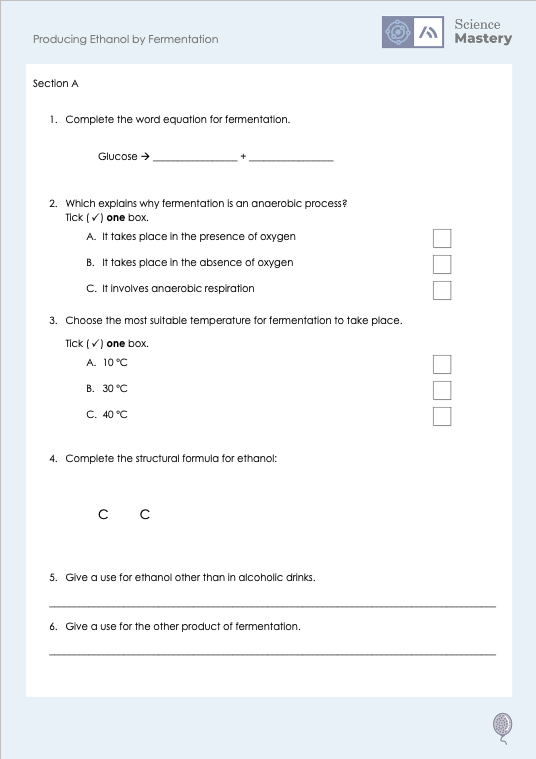 Producing Ethanol by Fermentation
Science
Mastery
Section A
1. Complete the word equation for fermentation.
Glucose → ________________ + ________________
2. Which explains why fermentation is an anaerobic process?
Tick (✓) one box.
A. It takes place in the presence of oxygen
B. It takes place in the absence of oxygen
C. It involves anaerobic respiration
3. Choose the most suitable temperature for fermentation to take place.
Tick (✓) one box.
A. 10 °C
B. 30 °C
C. 40 °C
4. Complete the structural formula for ethanol:
C C
5. Give a use for ethanol other than in alcoholic drinks.
6. Give a use for the other product of fermentation.